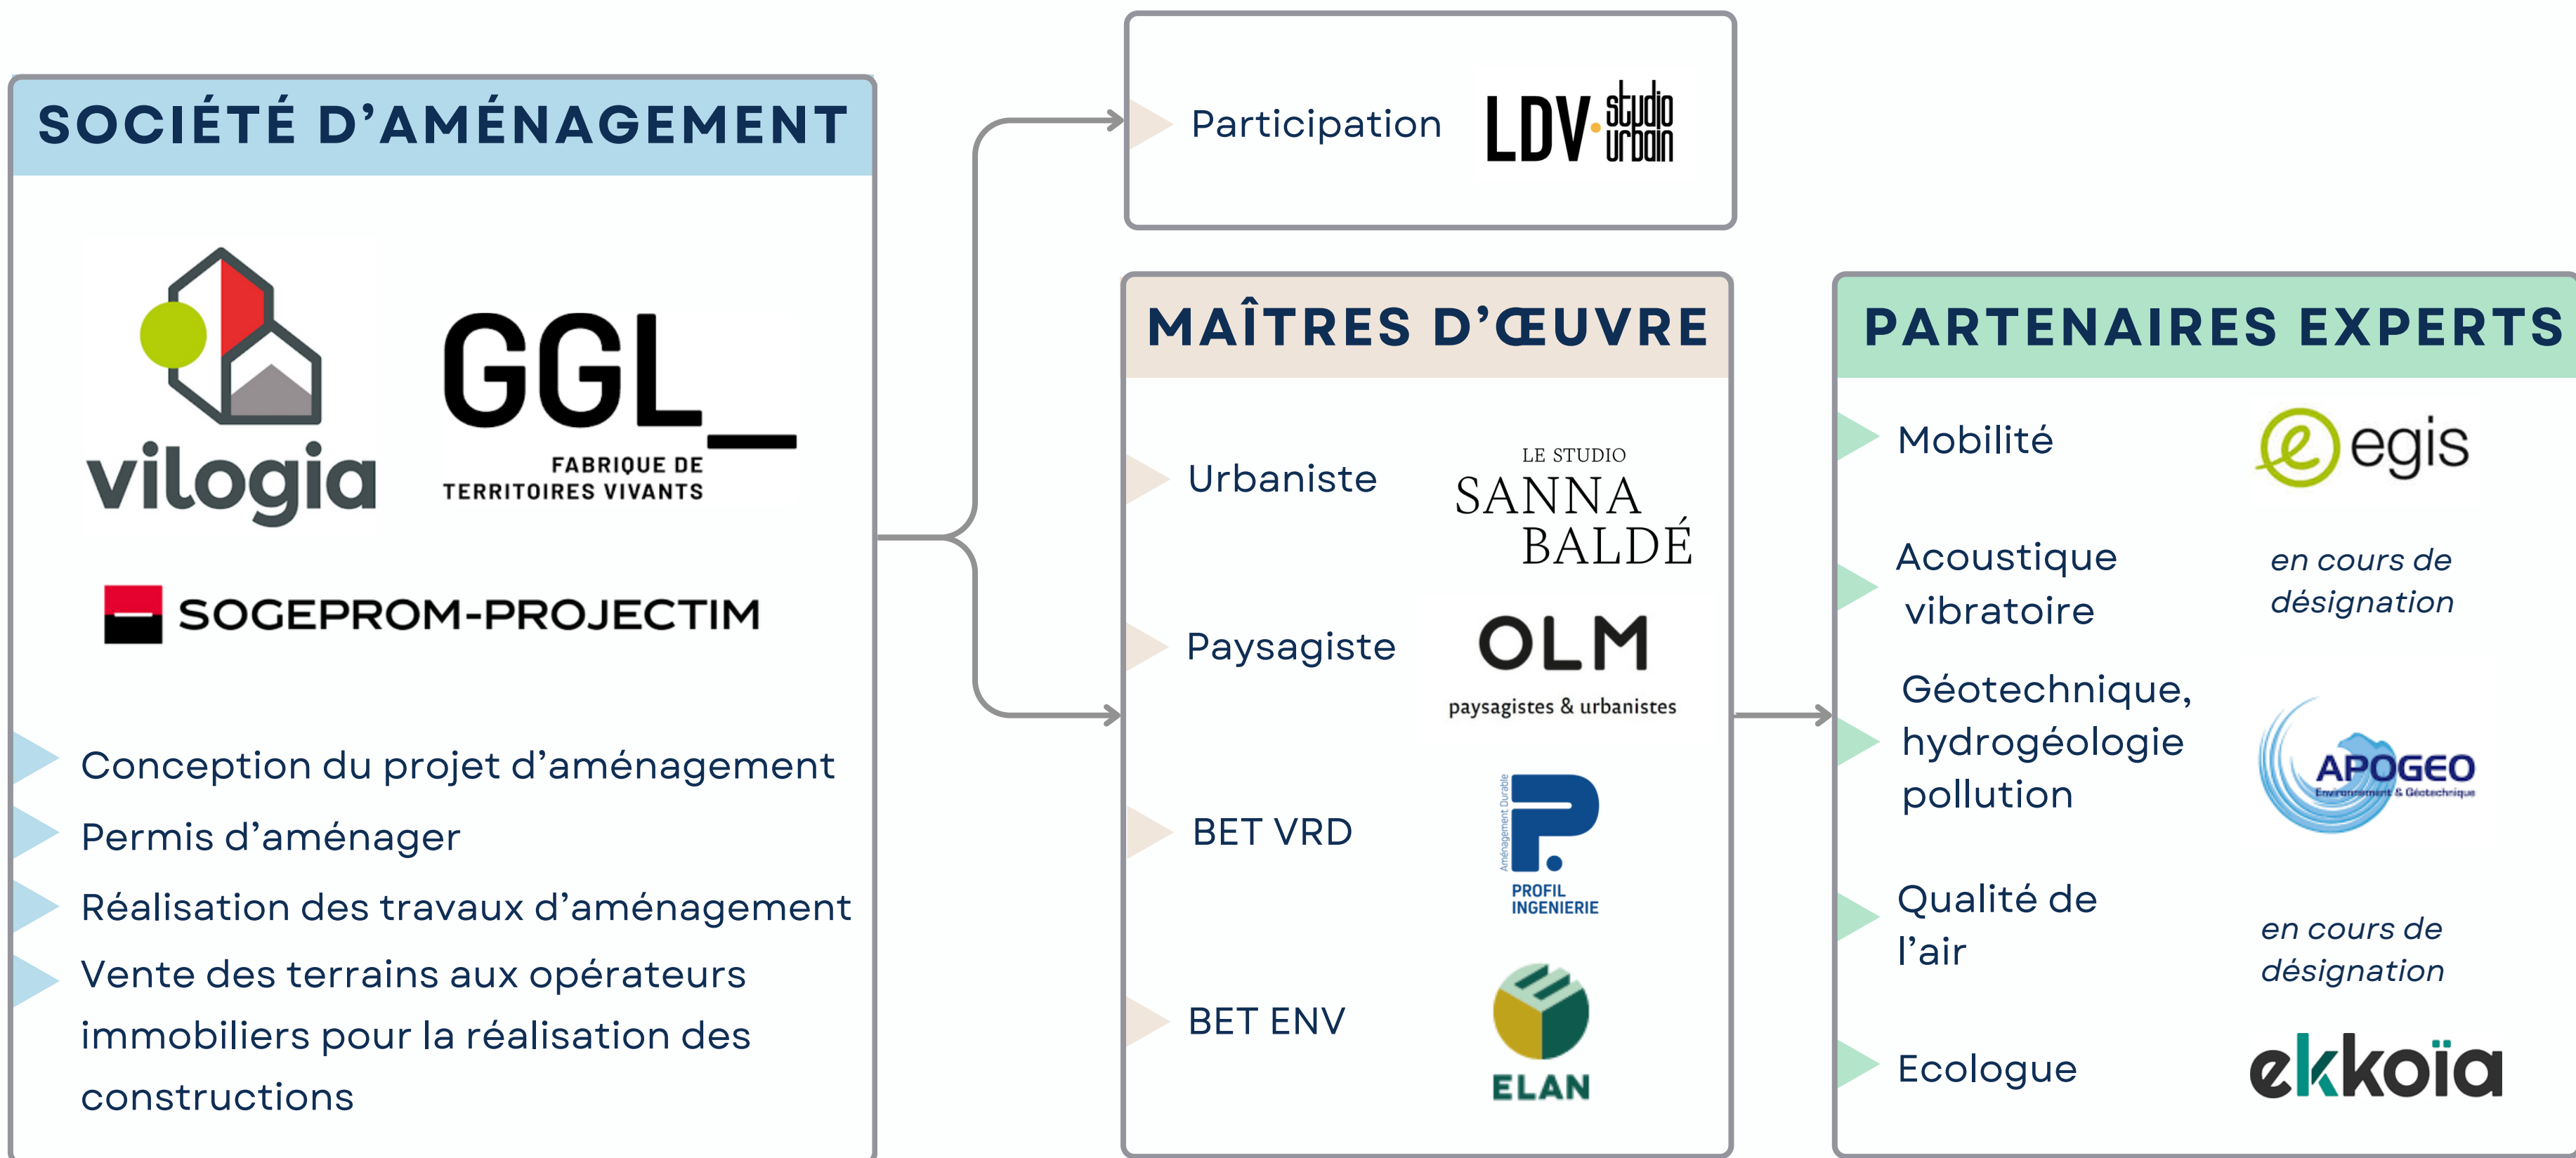 SOCIÉTÉ D’AMÉNAGEMENT
vilogia
GGL_
FABRIQUE DE
TERRITOIRES VIVANTS
SOGEPROM-PROJECTIM
Conception du projet d’aménagement
Permis d’aménager
Réalisation des travaux d’aménagement
Vente des terrains aux opérateurs
immobiliers pour la réalisation des
constructions
Participation
LDV
studio
urbain
MAÎTRES D’ŒUVRE
Urbaniste
LE STUDIO
SANNA
BALDÉ
Paysagiste
OLM
paysagistes & urbanistes
BET VRD
Aménagement Durable
P.
PROFIL
INGENIERIE
BET ENV
ELAN
PARTENAIRES EXPERTS
Mobilité
egis
Acoustique
vibratoire
en cours de
désignation
Géotechnique,
hydrogéologie
pollution
APOGEO
Environnement & Géotechnique
Qualité de
l’air
en cours de
désignation
Ecologue
ekkoïa